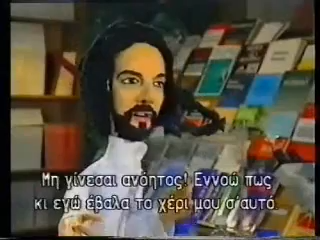 Μη γίνεσαι ανόητος! Εννοώ πως
κι εγώ έβαλα το χέρι μου σ'αυτό